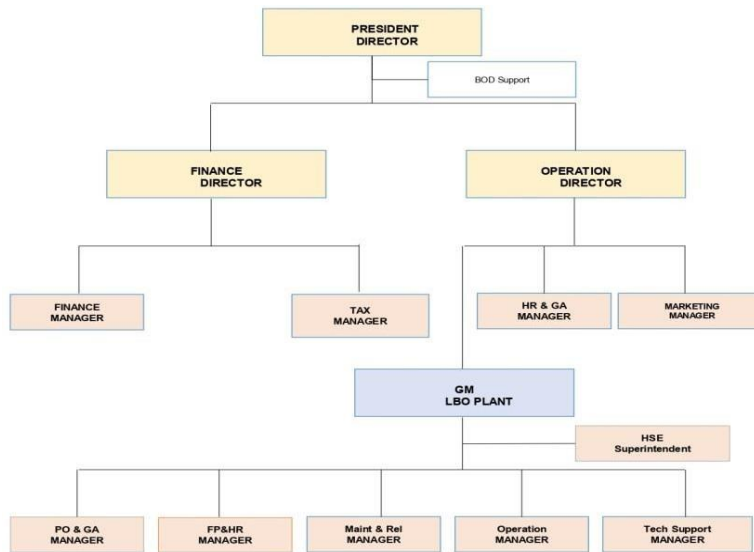 PRESIDENT
DIRECTOR
BOD Support
FINANCE
DIRECTOR
OPERATION
DIRECTOR
FINANCE
MANAGER
TAX
MANAGER
HR & GA
MANAGER
MARKETING
MANAGER
GM
LBO PLANT
HSE
Superintendent
PO & GA
MANAGER
FP&HR
MANAGER
Maint & Rel
MANAGER
Operation
MANAGER
Tech Support
MANAGER